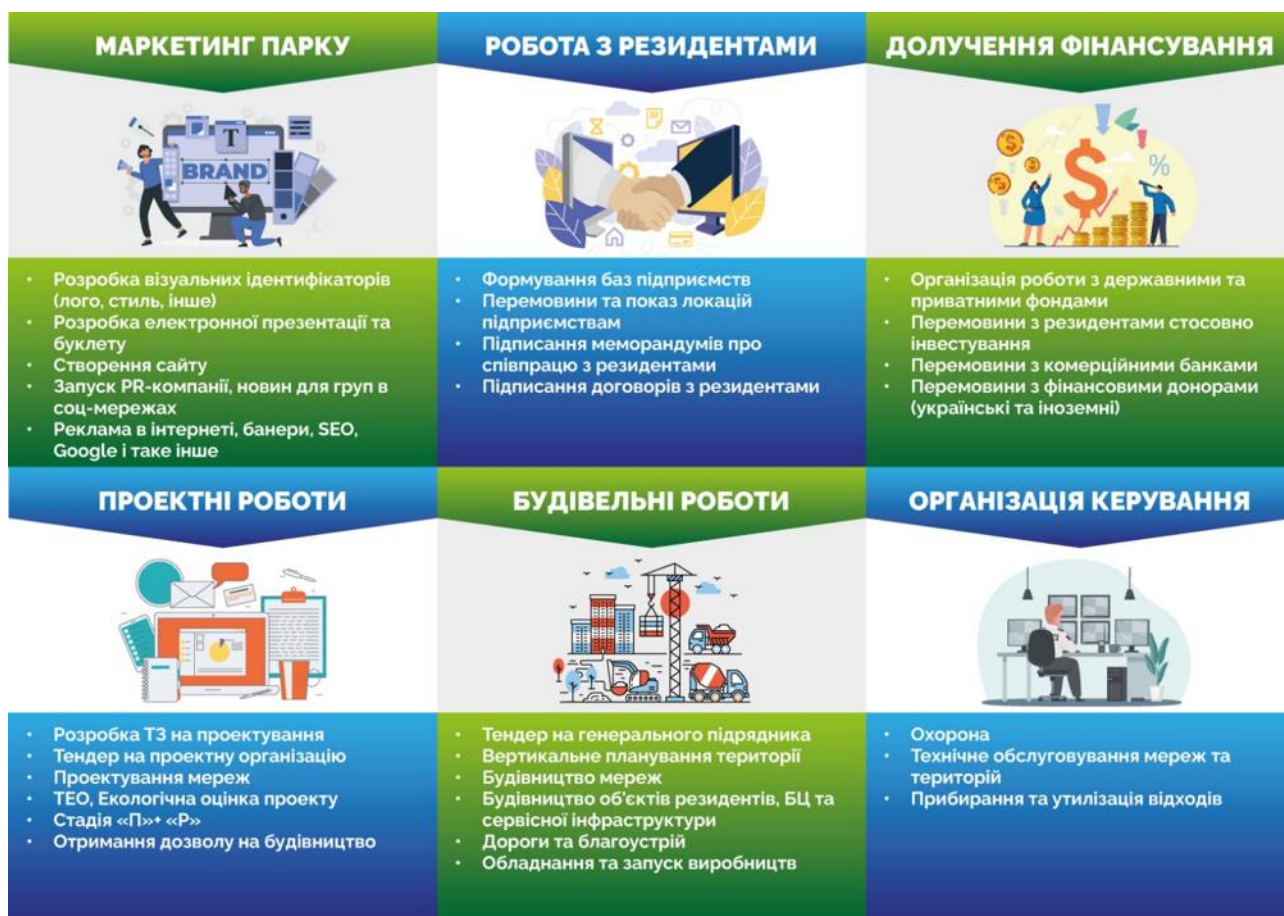 МАРКЕТИНГ ПАРКУ
T
BRAND
• Розробка візуальних ідентифікаторів
(лого, стиль, інше)
• Розробка електронної презентації та
буклету
• Створення сайту
• Запуск PR-компанії, новин для груп в
соц-мережах
• Реклама в інтернеті, банери, SEO,
Google і таке інше
РОБОТА З РЕЗИДЕНТАМИ
• Формування баз підприємств
• Перемовини та показ локацій
підприємствам
• Підписання меморандумів про
співпрацю з резидентами
• Підписання договорів з резидентами
ДОЛУЧЕННЯ ФІНАНСУВАННЯ
$
%
• Організація роботи з державними та
приватними фондами
• Перемовини з резидентами стосовно
інвестування
• Перемовини з комерційними банками
• Перемовини з фінансовими донорами
(українські та іноземні)
ПРОЕКТНІ РОБОТИ
• Розробка ТЗ на проектування
• Тендер на проектну організацію
• Проектування мереж
• ТЕО, Екологічна оцінка проекту
• Стадія «П»+ «Р»
• Отримання дозволу на будівництво
БУДІВЕЛЬНІ РОБОТИ
• Тендер на генерального підрядника
• Вертикальне планування території
• Будівництво мереж
• Будівництво об'єктів резидентів, БЦ та
сервісної інфраструктури
• Дороги та благоустрій
• Обладнання та запуск виробництв
ОРГАНІЗАЦІЯ КЕРУВАННЯ
• Охорона
• Технічне обслуговування мереж та
територій
• Прибирання та утилізація відходів